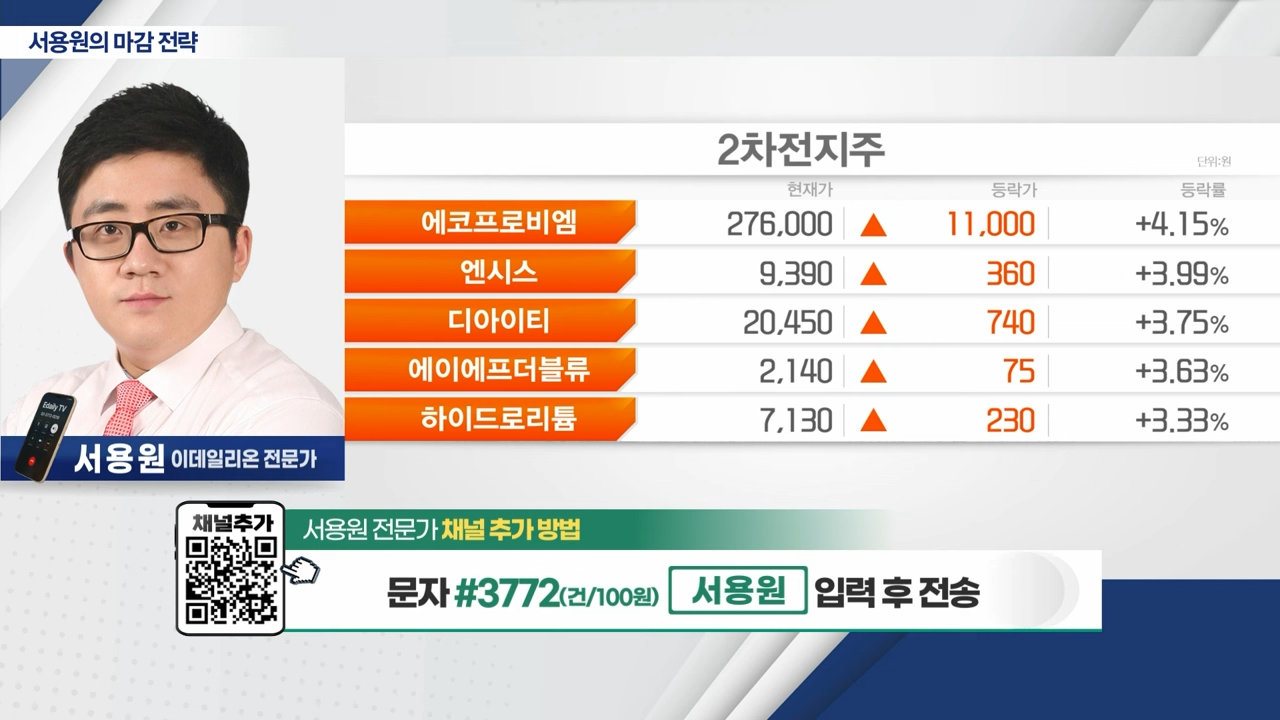 서용원의 마감 전략
2차전지주
단위:원
현재가 등락가 등락률
에코프로비엠 276,000 ▲ 11,000 +4.15%
엔시스 9,390 ▲ 360 +3.99%
디아이티 20,450 ▲ 740 +3.75%
에이에프더블류 2,140 ▲ 75 +3.63%
하이드로리튬 7,130 ▲ 230 +3.33%
Edaily TV
서용원 이데일리온 전문가
채널추가
서용원 전문가 채널 추가 방법
문자 #3772(건/100원) 서용원 입력 후 전송